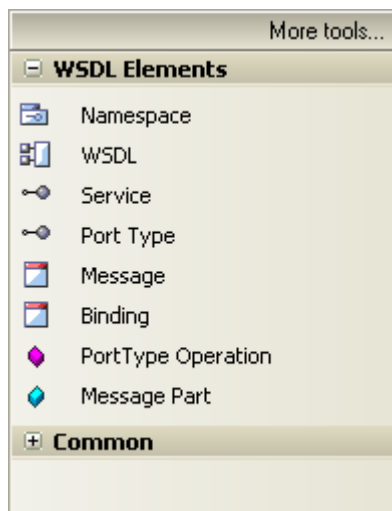 More tools...
WSDL Elements
Namespace
WSDL
Service
Port Type
Message
Binding
PortType Operation
Message Part
Common